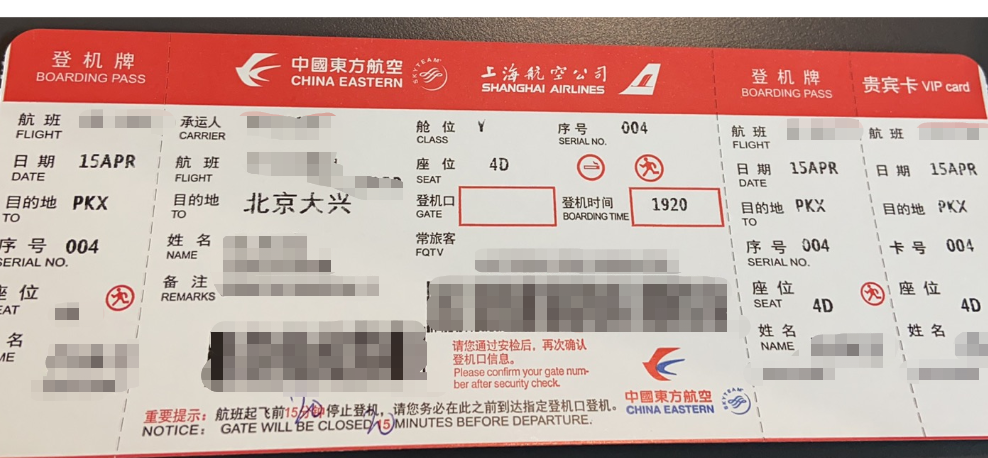 登机牌
BOARDING PASS
中國東方航空
CHINA EASTERN
SKYTEAM
上海航空公司
SHANGHAI AIRLINES
登机牌
BOARDING PASS
贵宾卡 VIP card
航班
FLIGHT
日期 15APR
DATE
目的地 PKX
TO
序号 004
SERIAL NO.
座位
EAT
名
ME
承运人
CARRIER
航班
FLIGHT
目的地 北京大兴
TO
姓名
NAME
备注
REMARKS
舱位 Y
CLASS
序号 004
SERIAL NO.
座位 4D
SEAT
登机口
GATE
登机时间 1920
BOARDING TIME
常旅客
FQTV
请您通过安检后，再次确认
登机口信息。
Please confirm your gate num-
ber after security check.
中國東方航空
CHINA EASTERN
SKYTEAM
重要提示：航班起飞前15分钟停止登机，请您务必在此之前到达指定登机口登机。
NOTICE： GATE WILL BE CLOSED 15 MINUTES BEFORE DEPARTURE.
航班
FLIGHT
日期 15APR
DATE
目的地 PKX
TO
序号 004
SERIAL NO.
座位
SEAT
4D
姓名
NAME
航班
日期 15APR
目的地 PKX
卡号 004
座位
4D
姓名